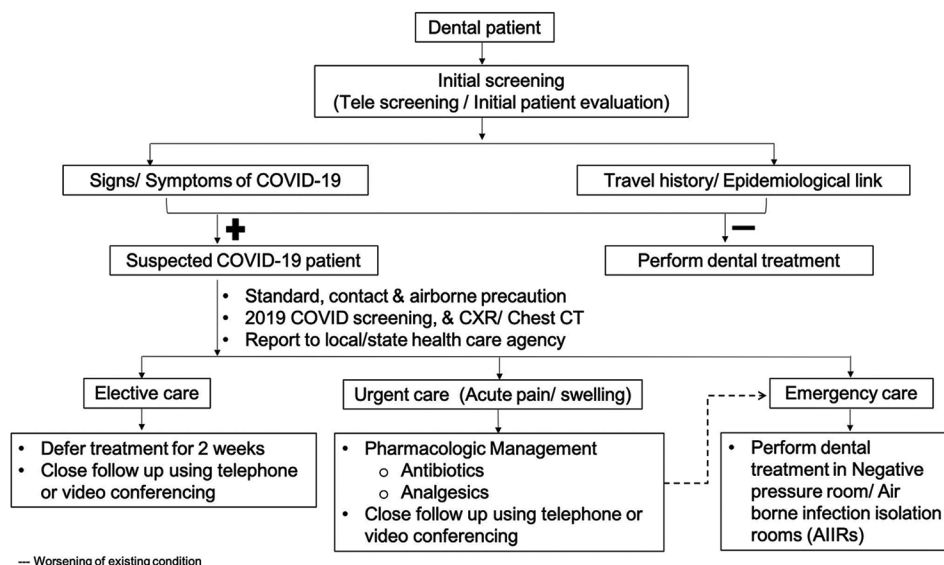 Dental patient
Initial screening
(Tele screening / Initial patient evaluation)
Signs/ Symptoms of COVID-19
Travel history/ Epidemiological link
+
−
Suspected COVID-19 patient
Perform dental treatment
• Standard, contact & airborne precaution
• 2019 COVID screening, & CXR/ Chest CT
• Report to local/state health care agency
Elective care
Urgent care (Acute pain/ swelling)
Emergency care
• Defer treatment for 2 weeks
• Close follow up using telephone
or video conferencing
• Pharmacologic Management
o Antibiotics
o Analgesics
• Close follow up using telephone or
video conferencing
• Perform dental
treatment in Negative
pressure room/ Air
borne infection isolation
rooms (AIIRs)
--- Worsening of existing condition